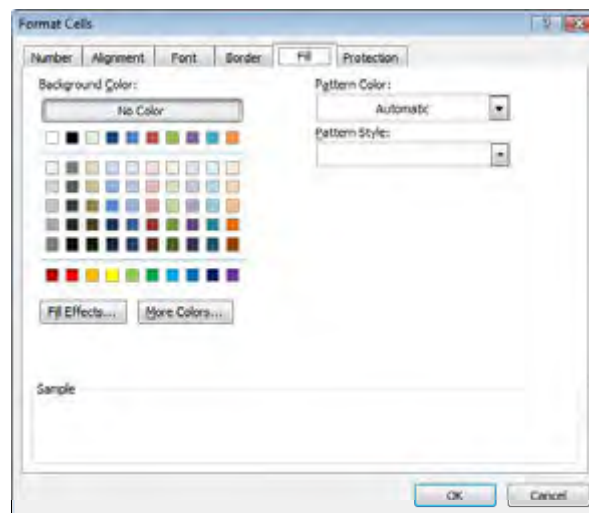 Format Cells
Number Alignment Font Border Fill Protection
Background Color:
No Color
Pattern Color:
Automatic
Pattern Style:
Fill Effects...
More Colors...
Sample
OK
Cancel